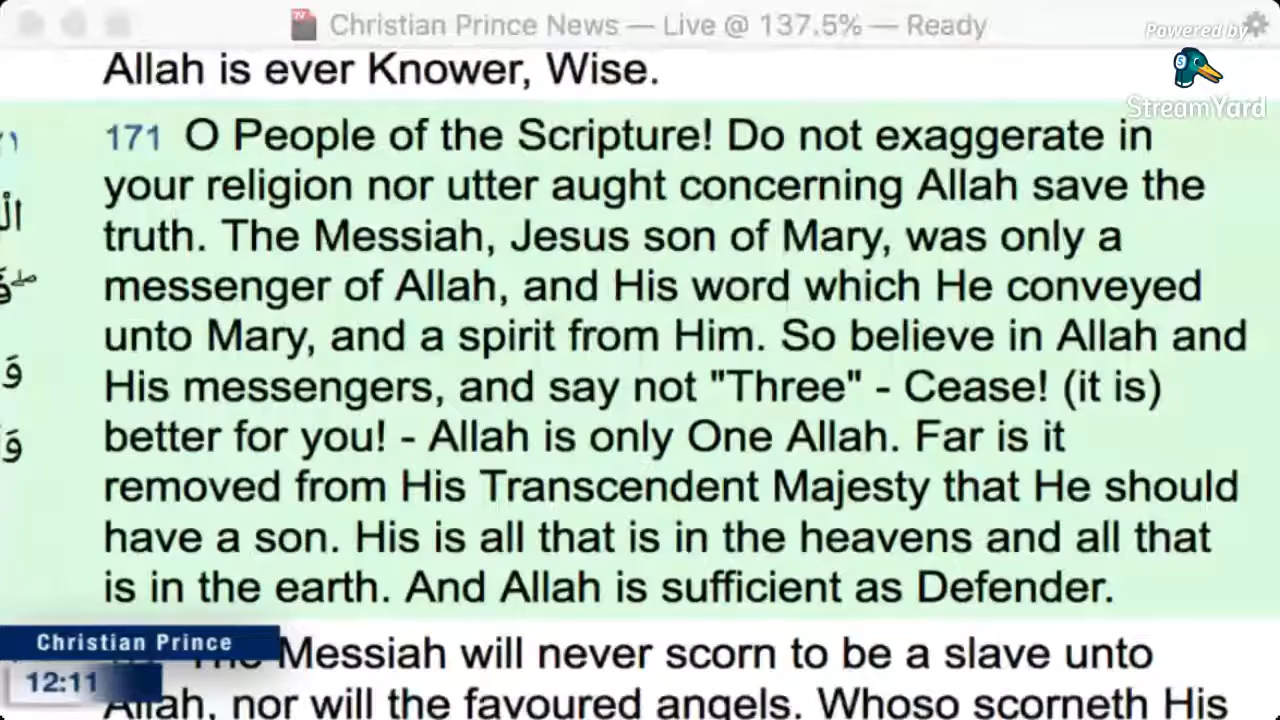 Christian Prince News — Live @ 137.5% — Ready
Powered by
StreamYard
Allah is ever Knower, Wise.
171 O People of the Scripture! Do not exaggerate in
your religion nor utter aught concerning Allah save the
truth. The Messiah, Jesus son of Mary, was only a
messenger of Allah, and His word which He conveyed
unto Mary, and a spirit from Him. So believe in Allah and
His messengers, and say not "Three" - Cease! (it is)
better for you! - Allah is only One Allah. Far is it
removed from His Transcendent Majesty that He should
have a son. His is all that is in the heavens and all that
is in the earth. And Allah is sufficient as Defender.
Christian Prince
Messiah will never scorn to be a slave unto
12:11
Allah, nor will the favoured angels. Whoso scorneth His